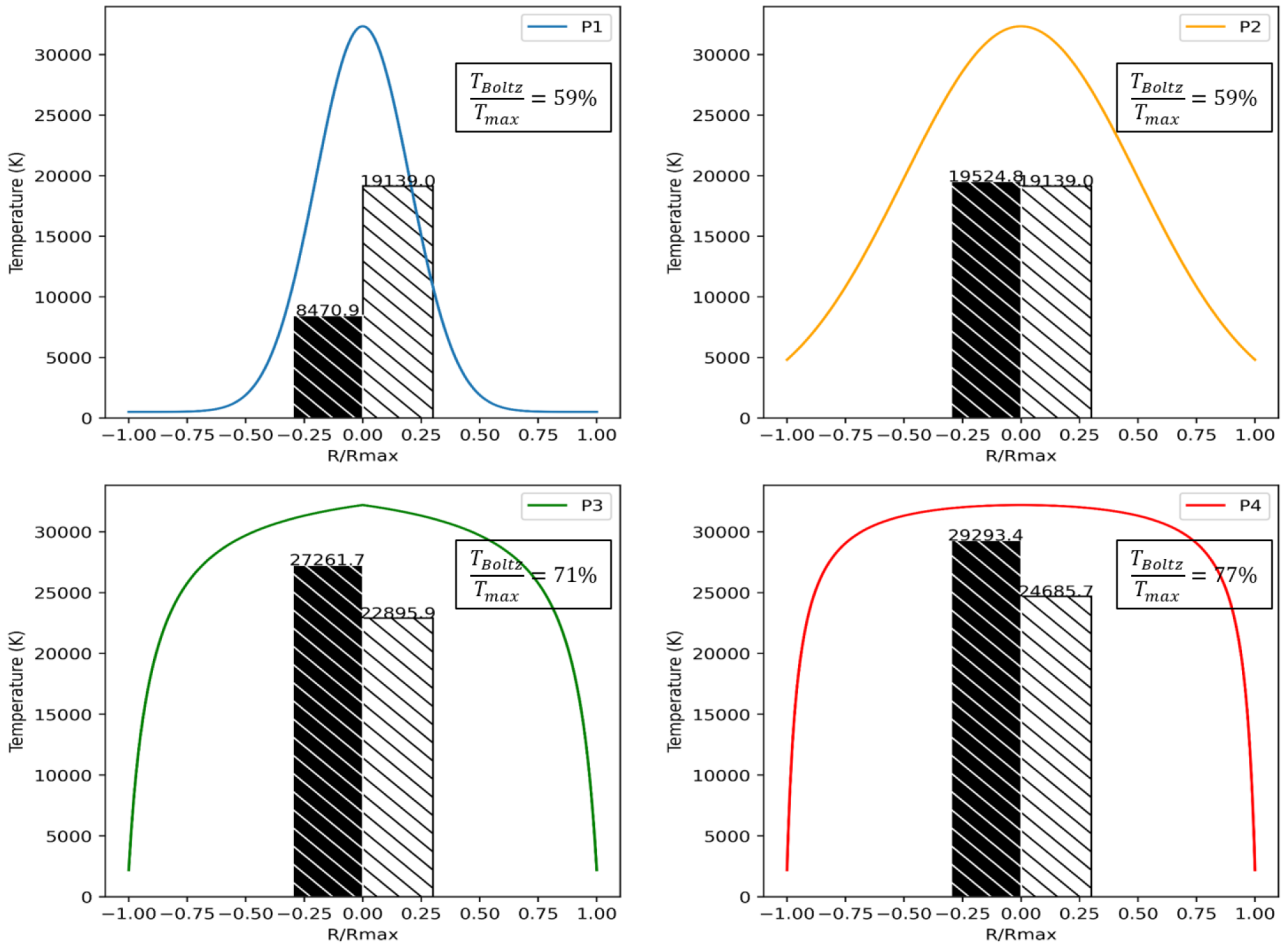 P1
30000
25000
20000
15000
10000
5000
0
Temperature (K)
T_Boltz / T_max = 59%
8470.9
19139.0
−1.00 −0.75 −0.50 −0.25 0.00 0.25 0.50 0.75 1.00
R/Rmax
P2
30000
25000
20000
15000
10000
5000
0
Temperature (K)
T_Boltz / T_max = 59%
19524.8
19139.0
−1.00 −0.75 −0.50 −0.25 0.00 0.25 0.50 0.75 1.00
R/Rmax
P3
30000
25000
20000
15000
10000
5000
0
Temperature (K)
T_Boltz / T_max = 71%
27261.7
22895.9
−1.00 −0.75 −0.50 −0.25 0.00 0.25 0.50 0.75 1.00
R/Rmax
P4
30000
25000
20000
15000
10000
5000
0
Temperature (K)
T_Boltz / T_max = 77%
29293.4
24685.7
−1.00 −0.75 −0.50 −0.25 0.00 0.25 0.50 0.75 1.00
R/Rmax